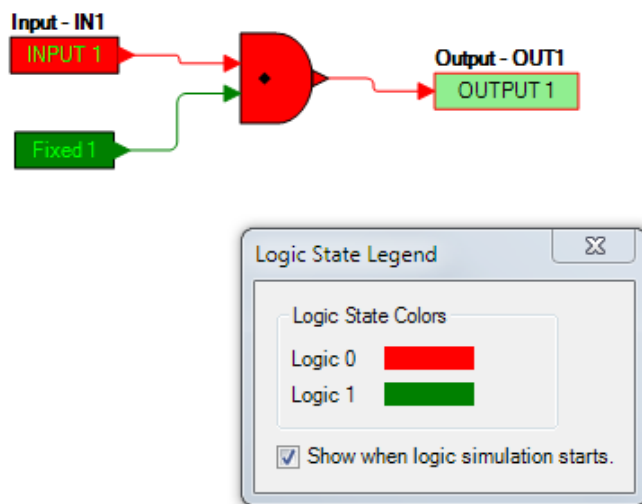 Input - IN1
INPUT 1
Output - OUT1
OUTPUT 1
Fixed 1
Logic State Legend
Logic State Colors
Logic 0
Logic 1
Show when logic simulation starts.